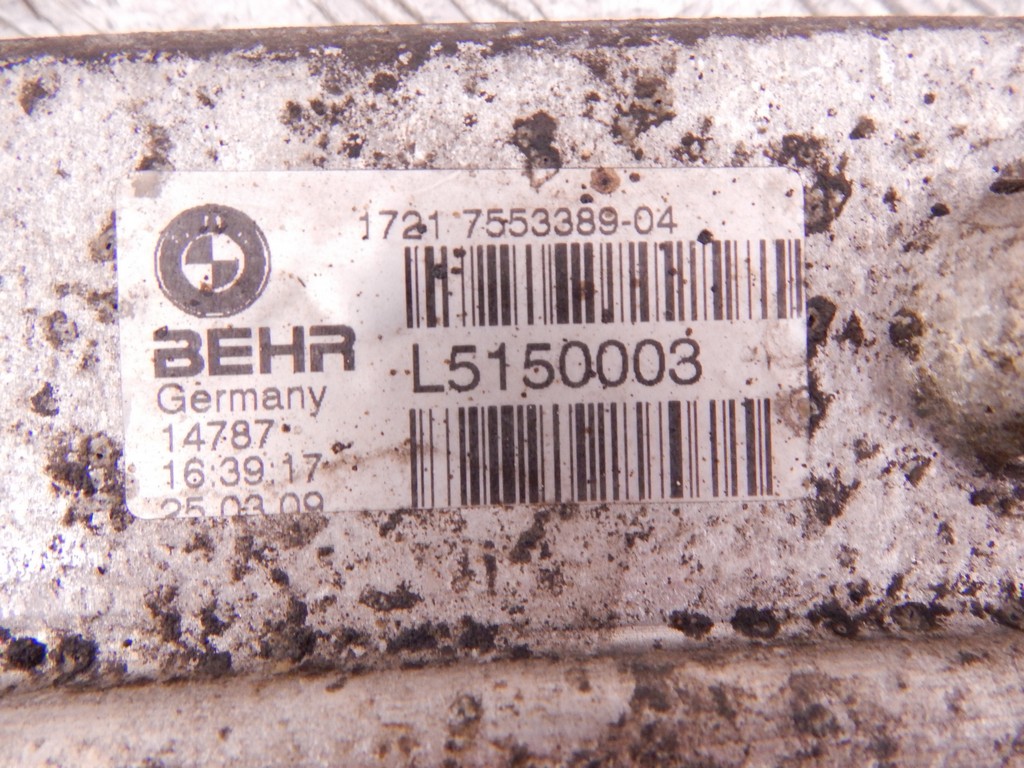 1721 7553389-04
BEHR
L5150003
Germany
14787
16:39:17
25.03.09